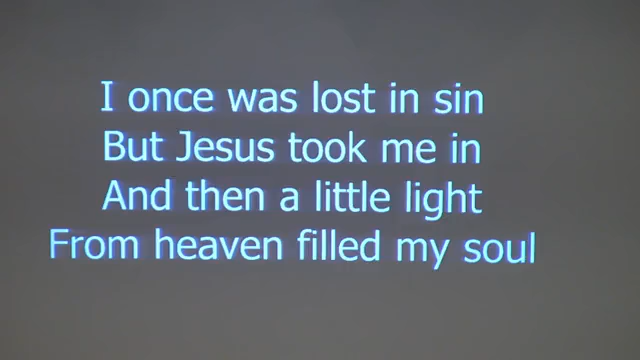 I once was lost in sin
But Jesus took me in
And then a little light
From heaven filled my soul